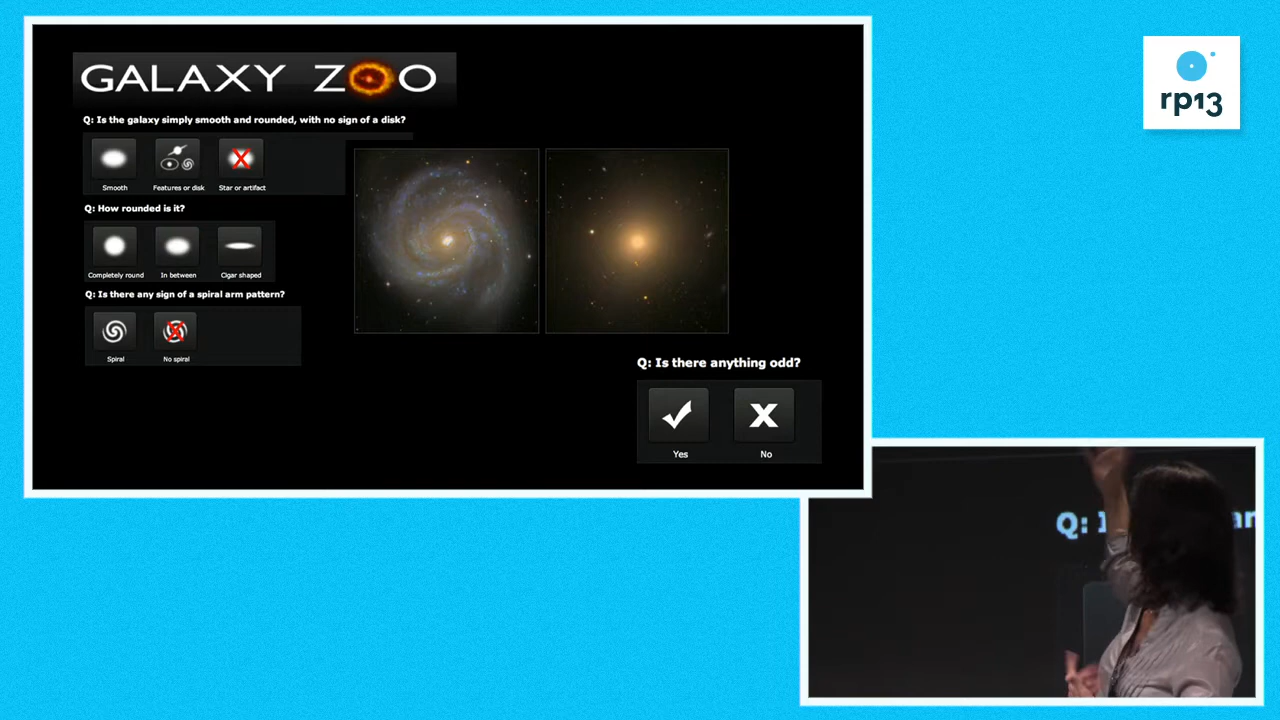 GALAXY ZOO
Q: Is the galaxy simply smooth and rounded, with no sign of a disk?
Smooth Features or disk Star or artifact
Q: How rounded is it?
Completely round In between Cigar shaped
Q: Is there any sign of a spiral arm pattern?
Spiral No spiral
Q: Is there anything odd?
Yes No
rp13
Q: